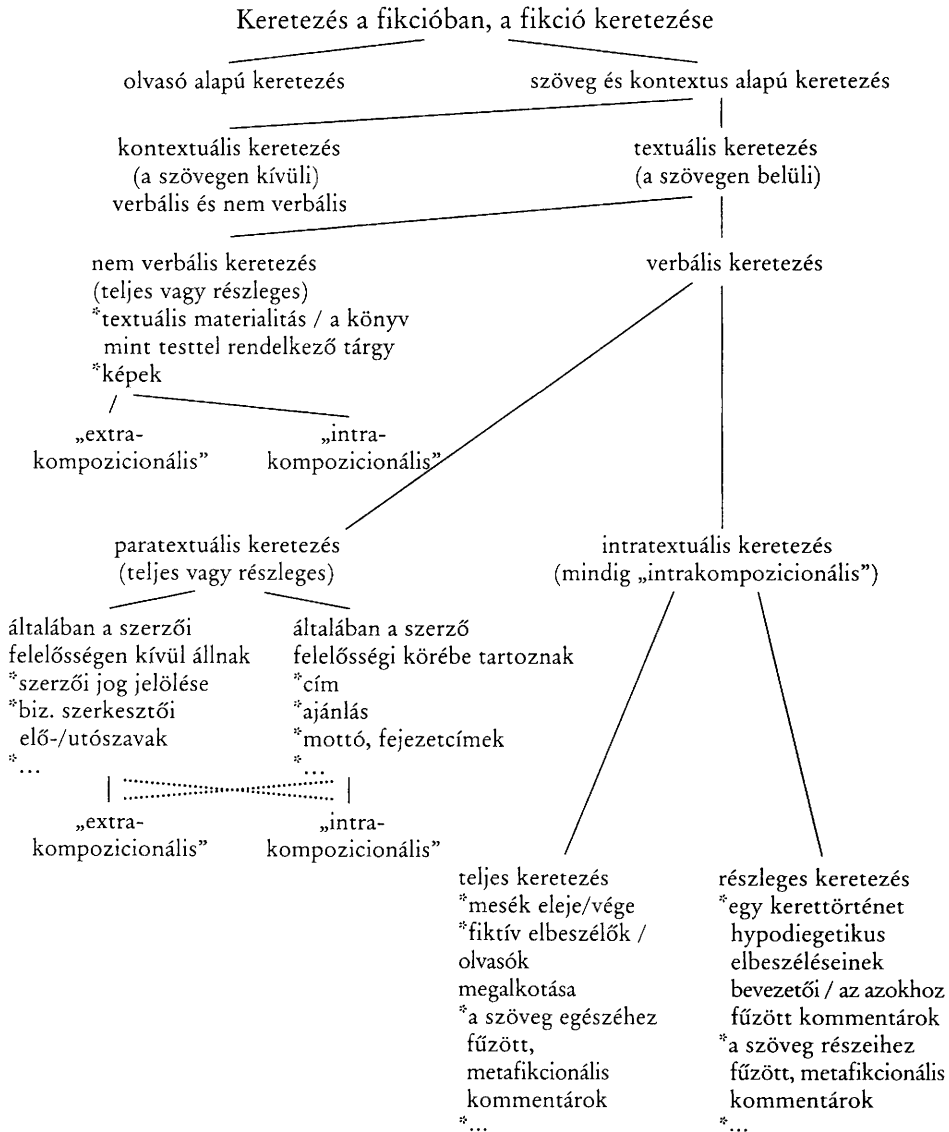 Keretezés a fikcióban, a fikció keretezése
olvasó alapú keretezés
szöveg és kontextus alapú keretezés
kontextuális keretezés
(a szövegen kívüli)
verbális és nem verbális
textuális keretezés
(a szövegen belüli)
nem verbális keretezés
(teljes vagy részleges)
*textuális materialitás / a könyv
mint testtel rendelkező tárgy
*képek
verbális keretezés
„extra-
kompozicionális”
„intra-
kompozicionális”
paratextuális keretezés
(teljes vagy részleges)
intratextuális keretezés
(mindig „intrakompozicionális”)
általában a szerzői
felelősségen kívül állnak
*szerzői jog jelölése
*biz. szerkesztői
elő-/utószavak
*...
általában a szerző
felelősségi körébe tartoznak
*cím
*ajánlás
*mottó, fejezetcímek
*...
„extra-
kompozicionális”
„intra-
kompozicionális”
teljes keretezés
*mesék eleje/vége
*fiktív elbeszélők /
olvasók
megalkotása
*a szöveg egészéhez
fűzött,
metafikcionális
kommentárok
*...
részleges keretezés
*egy kerettörténet
hypodiegetikus
elbeszéléseinek
bevezetői / az azokhoz
fűzött kommentárok
*a szöveg részeihez
fűzött, metafikcionális
kommentárok
*...